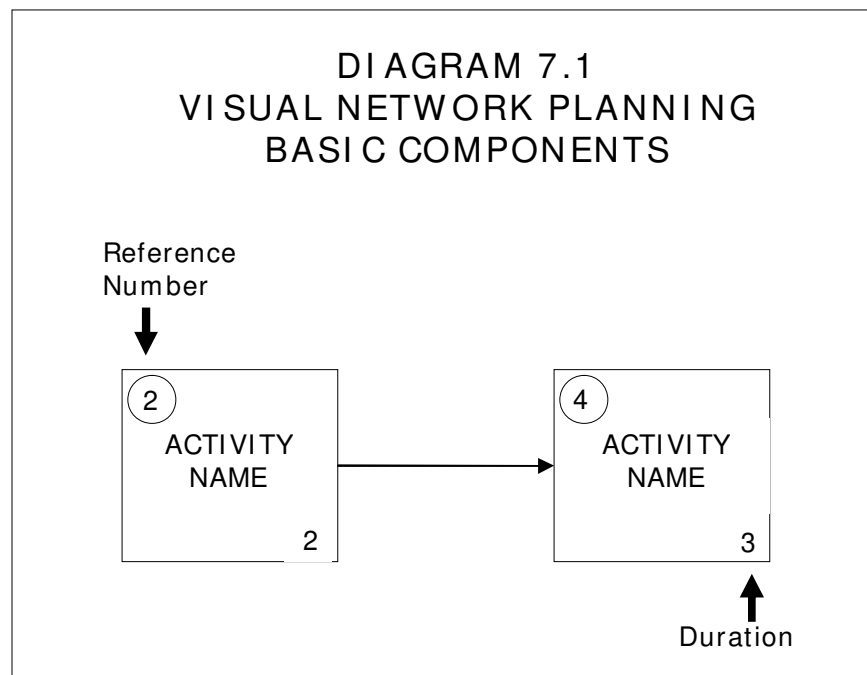 DIAGRAM 7.1
VISUAL NETWORK PLANNING
BASIC COMPONENTS
Reference
Number
2
ACTIVITY
NAME
2
4
ACTIVITY
NAME
3
Duration